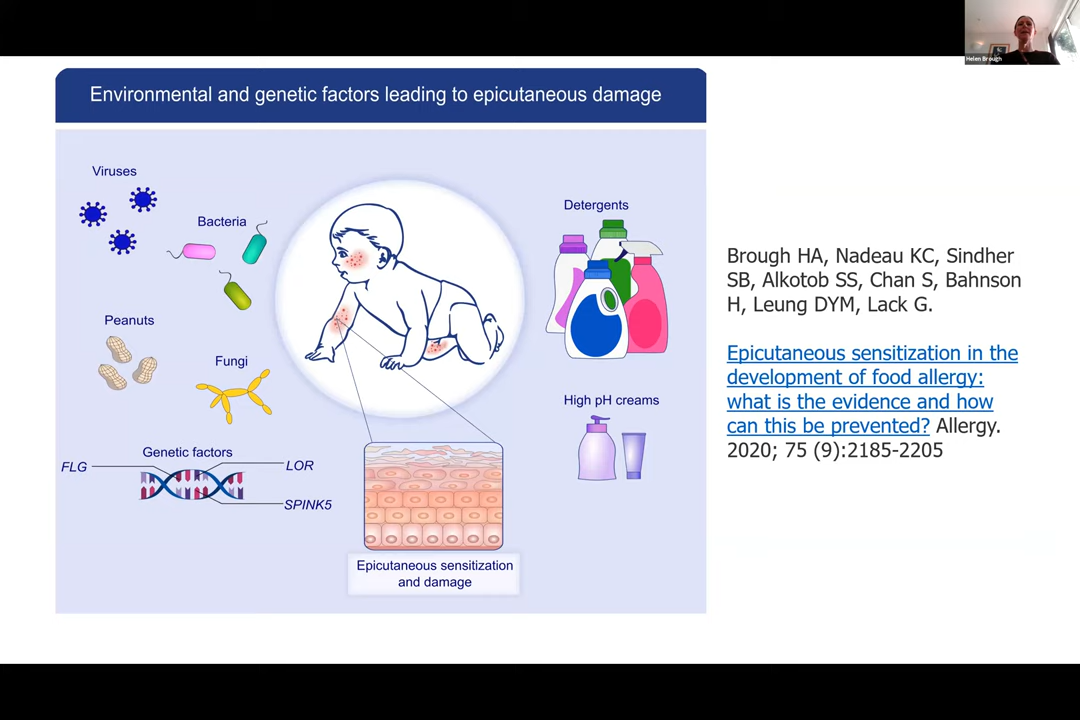 Helen Brough
Environmental and genetic factors leading to epicutaneous damage
Viruses
Bacteria
Peanuts
Fungi
Genetic factors
FLG
LOR
SPINK5
Detergents
High pH creams
Epicutaneous sensitization
and damage
Brough HA, Nadeau KC, Sindher
SB, Alkotob SS, Chan S, Bahnson
H, Leung DYM, Lack G.
Epicutaneous sensitization in the
development of food allergy:
what is the evidence and how
can this be prevented? Allergy.
2020; 75 (9):2185-2205